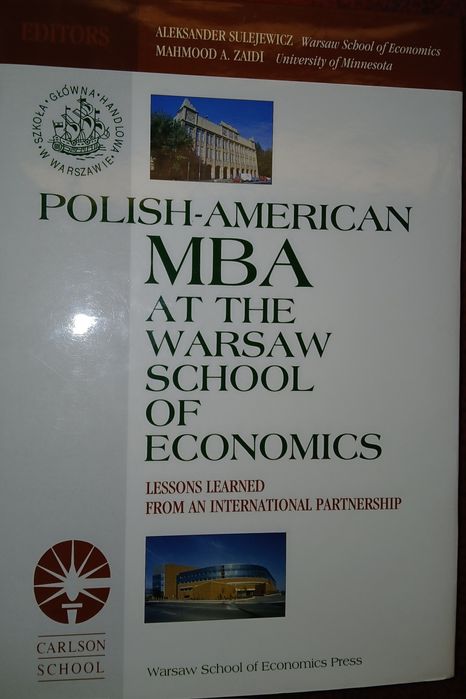 EDITORS
ALEKSANDER SULEJEWICZ Warsaw School of Economics
MAHMOOD A. ZAIDI University of Minnesota
SZKOŁA · GŁÓWNA · HANDLOWA
W WARSZAWIE
POLISH-AMERICAN
MBA
AT THE
WARSAW
SCHOOL
OF
ECONOMICS
LESSONS LEARNED
FROM AN INTERNATIONAL PARTNERSHIP
CARLSON
SCHOOL
Warsaw School of Economics Press